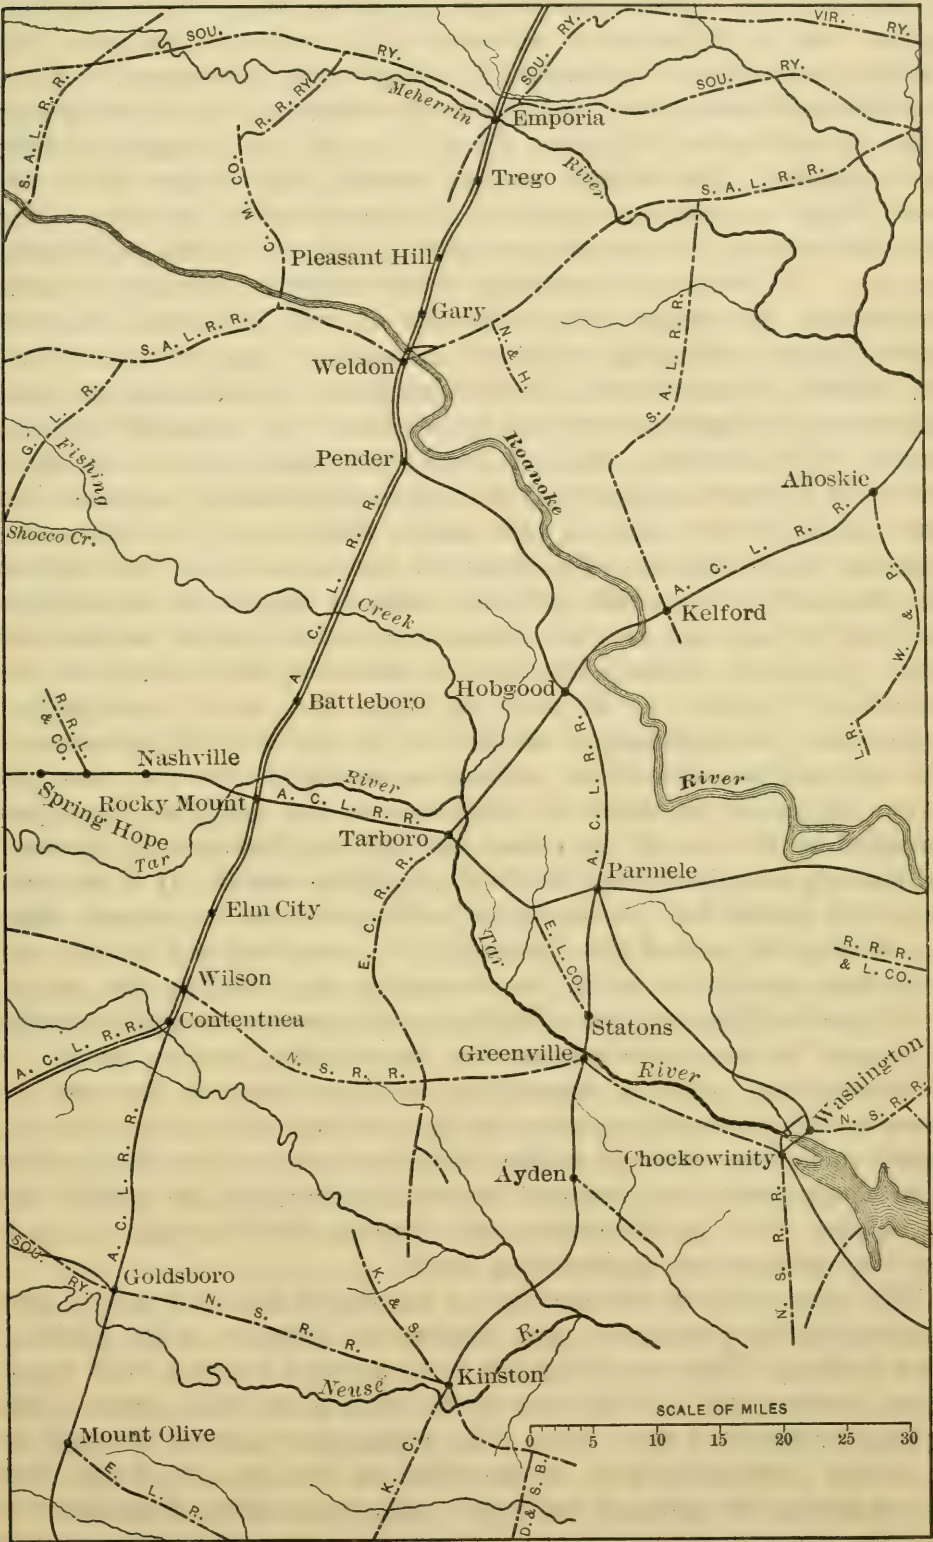 SOU. RY.
SOU. RY.
VIR. RY.
SOU. RY.
S. A. L. R. R.
C. M. CO. R. R. RY.
Meherrin
River
Emporia
Trego
S. A. L. R. R.
Pleasant Hill
Gary
N. & H.
S. A. L. R. R.
S. A. L. R. R.
Weldon
G. L. R.
Fishing
Creek
Shocco Cr.
Pender
Roanoke
River
Ahoskie
A. C. L. R. R.
A. C. L. R. R.
Kelford
W. & P.
L. R.
Hobgood
Battleboro
R. R. L.
& CO.
Nashville
Spring Hope
Rocky Mount
River
Tar
A. C. L. R. R.
Tarboro
A. C. L. R. R.
Parmele
E. C. R. R.
Elm City
Tar
River
E. L. CO.
R. R. R.
& L. CO.
Wilson
Contentnea
A. C. L. R. R.
Statons
Greenville
N. S. R. R.
Washington
N. S. R. R.
Chockowinity
Ayden
A. C. L. R. R.
N. S. R. R.
SOU. RY.
Goldsboro
N. S. R. R.
K. & S.
Neuse
R.
Kinston
Mount Olive
E. L. R.
K. C.
D. & S. B.
SCALE OF MILES
0 5 10 15 20 25 30